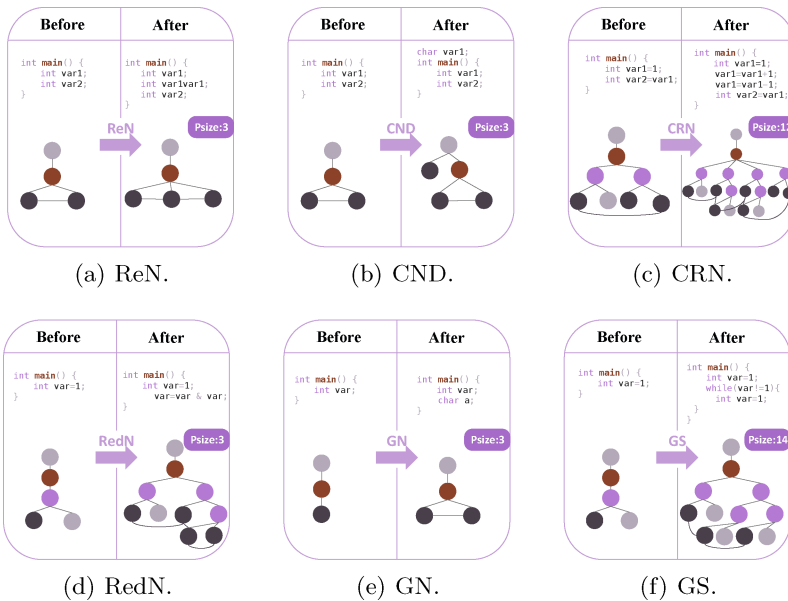 Before After
int main() {
int var1;
int var2;
}
int main() {
int var1;
int var1var1;
int var2;
}
ReN
Psize:3
(a) ReN.
Before After
int main() {
int var1;
int var2;
}
char var1;
int main() {
int var1;
int var2;
}
CND
Psize:3
(b) CND.
Before After
int main() {
int var1=1;
int var2=var1;
}
int main() {
int var1=1;
var1=var1+1;
var1=var1-1;
int var2=var1;
}
CRN
Psize:12
(c) CRN.
Before After
int main() {
int var=1;
}
int main() {
int var=1;
var=var & var;
}
RedN
Psize:3
(d) RedN.
Before After
int main() {
int var;
}
int main() {
int var;
char a;
}
GN
Psize:3
(e) GN.
Before After
int main() {
int var=1;
}
int main() {
int var=1;
while(var!=1){
int var=1;
}
}
GS
Psize:14
(f) GS.